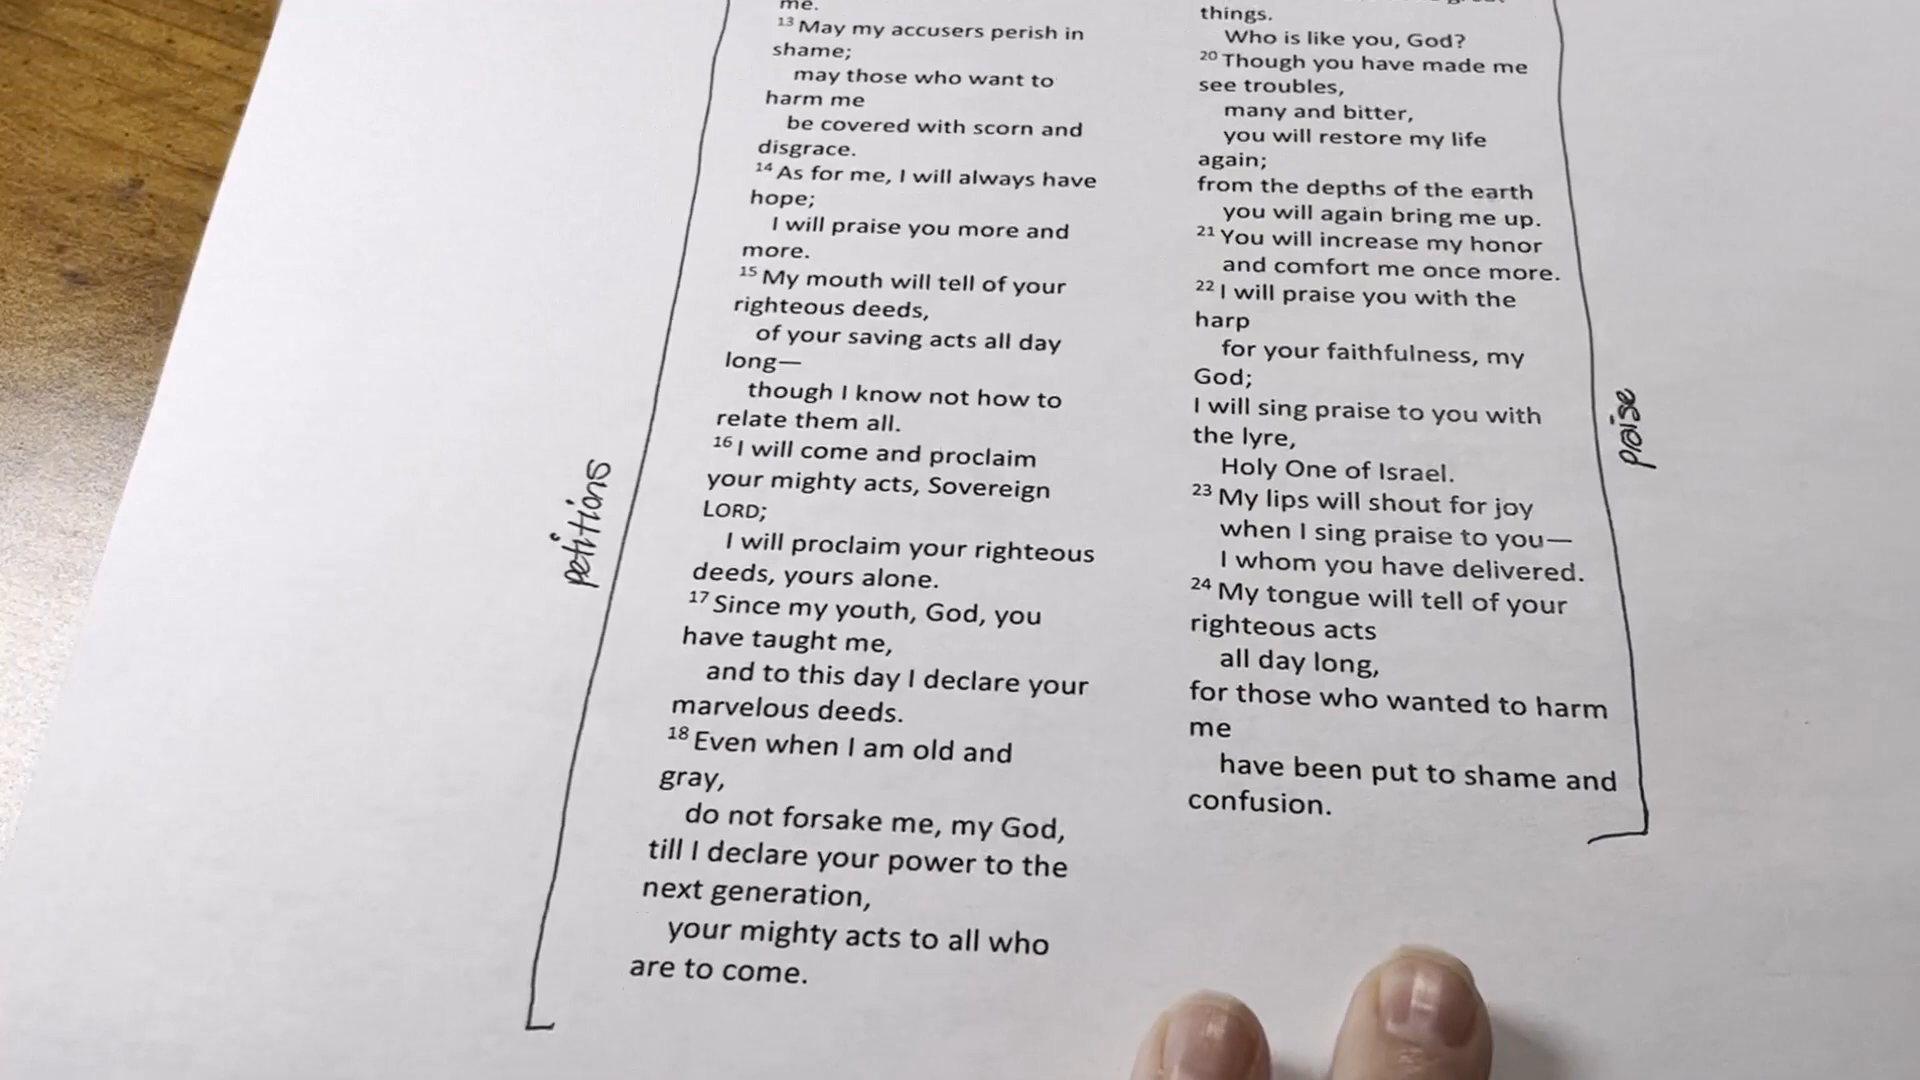 me.
13 May my accusers perish in
shame;
may those who want to
harm me
be covered with scorn and
disgrace.
14 As for me, I will always have
hope;
I will praise you more and
more.
15 My mouth will tell of your
righteous deeds,
of your saving acts all day
long—
though I know not how to
relate them all.
16 I will come and proclaim
your mighty acts, Sovereign
LORD;
I will proclaim your righteous
deeds, yours alone.
17 Since my youth, God, you
have taught me,
and to this day I declare your
marvelous deeds.
18 Even when I am old and
gray,
do not forsake me, my God,
till I declare your power to the
next generation,
your mighty acts to all who
are to come.
petitions
things.
Who is like you, God?
20 Though you have made me
see troubles,
many and bitter,
you will restore my life
again;
from the depths of the earth
you will again bring me up.
21 You will increase my honor
and comfort me once more.
22 I will praise you with the
harp
for your faithfulness, my
God;
I will sing praise to you with
the lyre,
Holy One of Israel.
23 My lips will shout for joy
when I sing praise to you—
I whom you have delivered.
24 My tongue will tell of your
righteous acts
all day long,
for those who wanted to harm
me
have been put to shame and
confusion.
praise